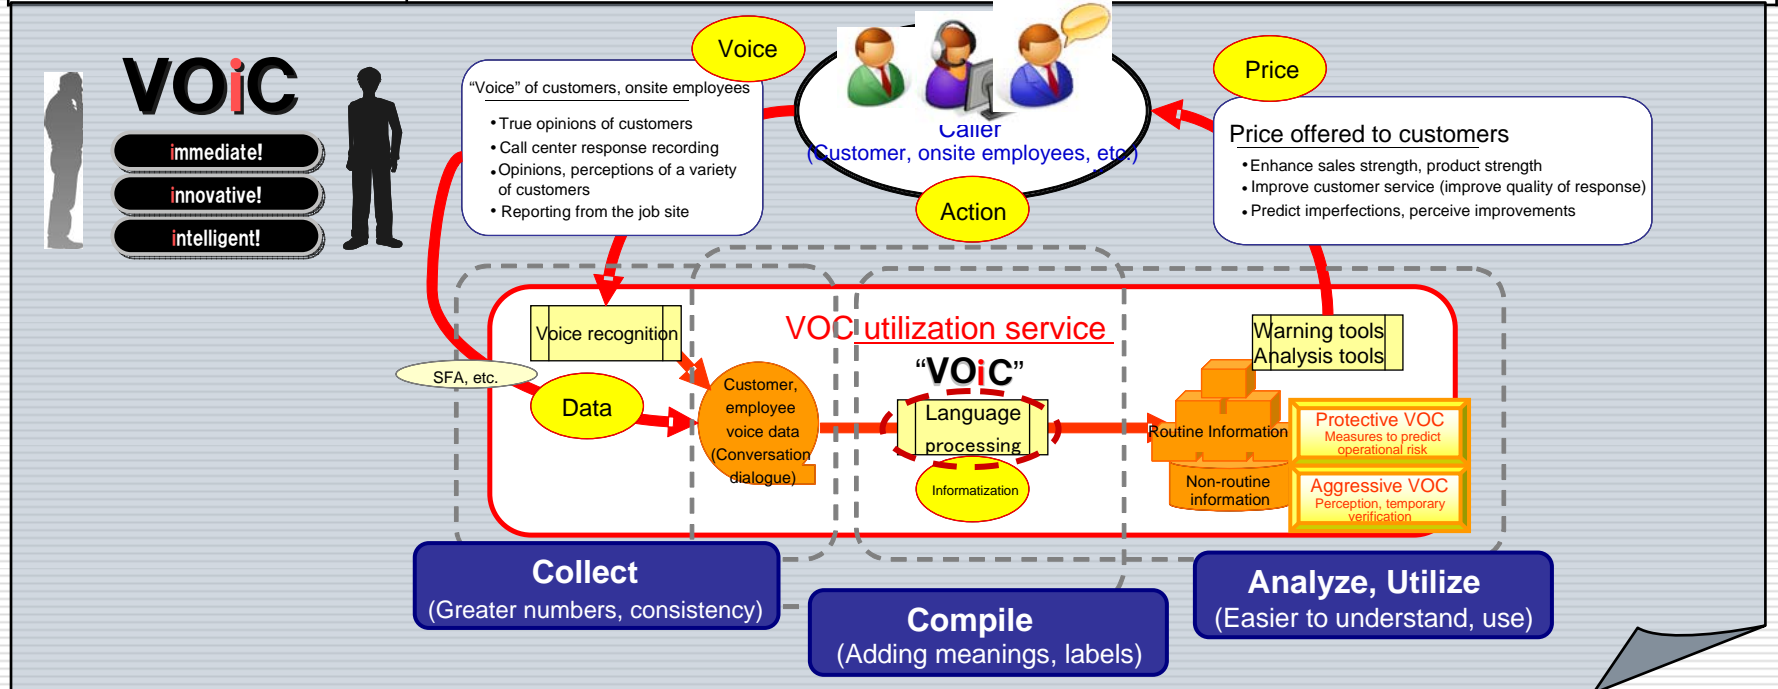 VOiC
immediate!
innovative!
intelligent!
Voice
“Voice” of customers, onsite employees
• True opinions of customers
• Call center response recording
• Opinions, perceptions of a variety
of customers
• Reporting from the job site
Caller
(Customer, onsite employees, etc.)
Action
Price
Price offered to customers
• Enhance sales strength, product strength
• Improve customer service (improve quality of response)
• Predict imperfections, perceive improvements
VOC utilization service
“VOiC”
Voice recognition
SFA, etc.
Data
Customer,
employee
voice data
(Conversation
dialogue)
Language
processing
Informatization
Warning tools
Analysis tools
Routine Information
Non-routine
information
Protective VOC
Measures to predict
operational risk
Aggressive VOC
Perception, temporary
verification
Collect
(Greater numbers, consistency)
Compile
(Adding meanings, labels)
Analyze, Utilize
(Easier to understand, use)